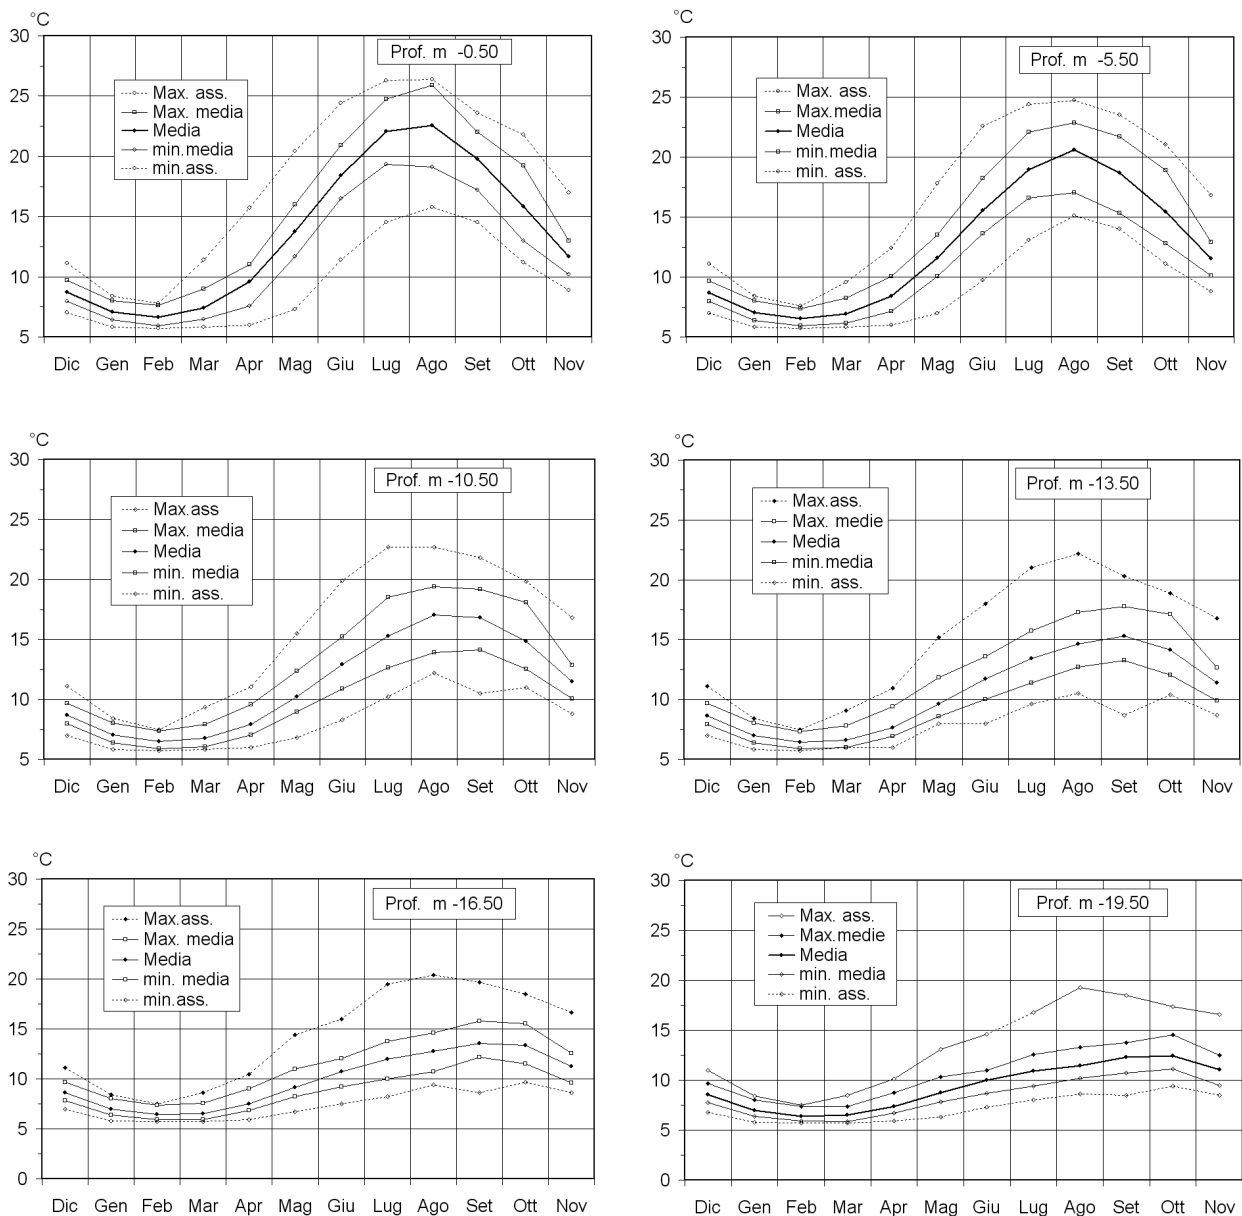 °C
30
25
20
15
10
5
Prof. m -0.50
Max. ass.
Max. media
Media
min.media
min.ass.
Dic Gen Feb Mar Apr Mag Giu Lug Ago Set Ott Nov
°C
30
25
20
15
10
5
Prof. m -5.50
Max. ass.
Max.media
Media
min.media
min. ass.
Dic Gen Feb Mar Apr Mag Giu Lug Ago Set Ott Nov
°C
30
25
20
15
10
5
Prof. m -10.50
Max.ass
Max. media
Media
min. media
min. ass.
Dic Gen Feb Mar Apr Mag Giu Lug Ago Set Ott Nov
°C
30
25
20
15
10
5
Prof. m -13.50
Max.ass.
Max. medie
Media
min.media
min. ass.
Dic Gen Feb Mar Apr Mag Giu Lug Ago Set Ott Nov
°C
30
25
20
15
10
5
0
Prof. m -16.50
Max.ass.
Max. media
Media
min. media
min.ass.
Dic Gen Feb Mar Apr Mag Giu Lug Ago Set Ott Nov
°C
30
25
20
15
10
5
0
Prof. m -19.50
Max. ass.
Max.medie
Media
min. media
min. ass.
Dic Gen Feb Mar Apr Mag Giu Lug Ago Set Ott Nov